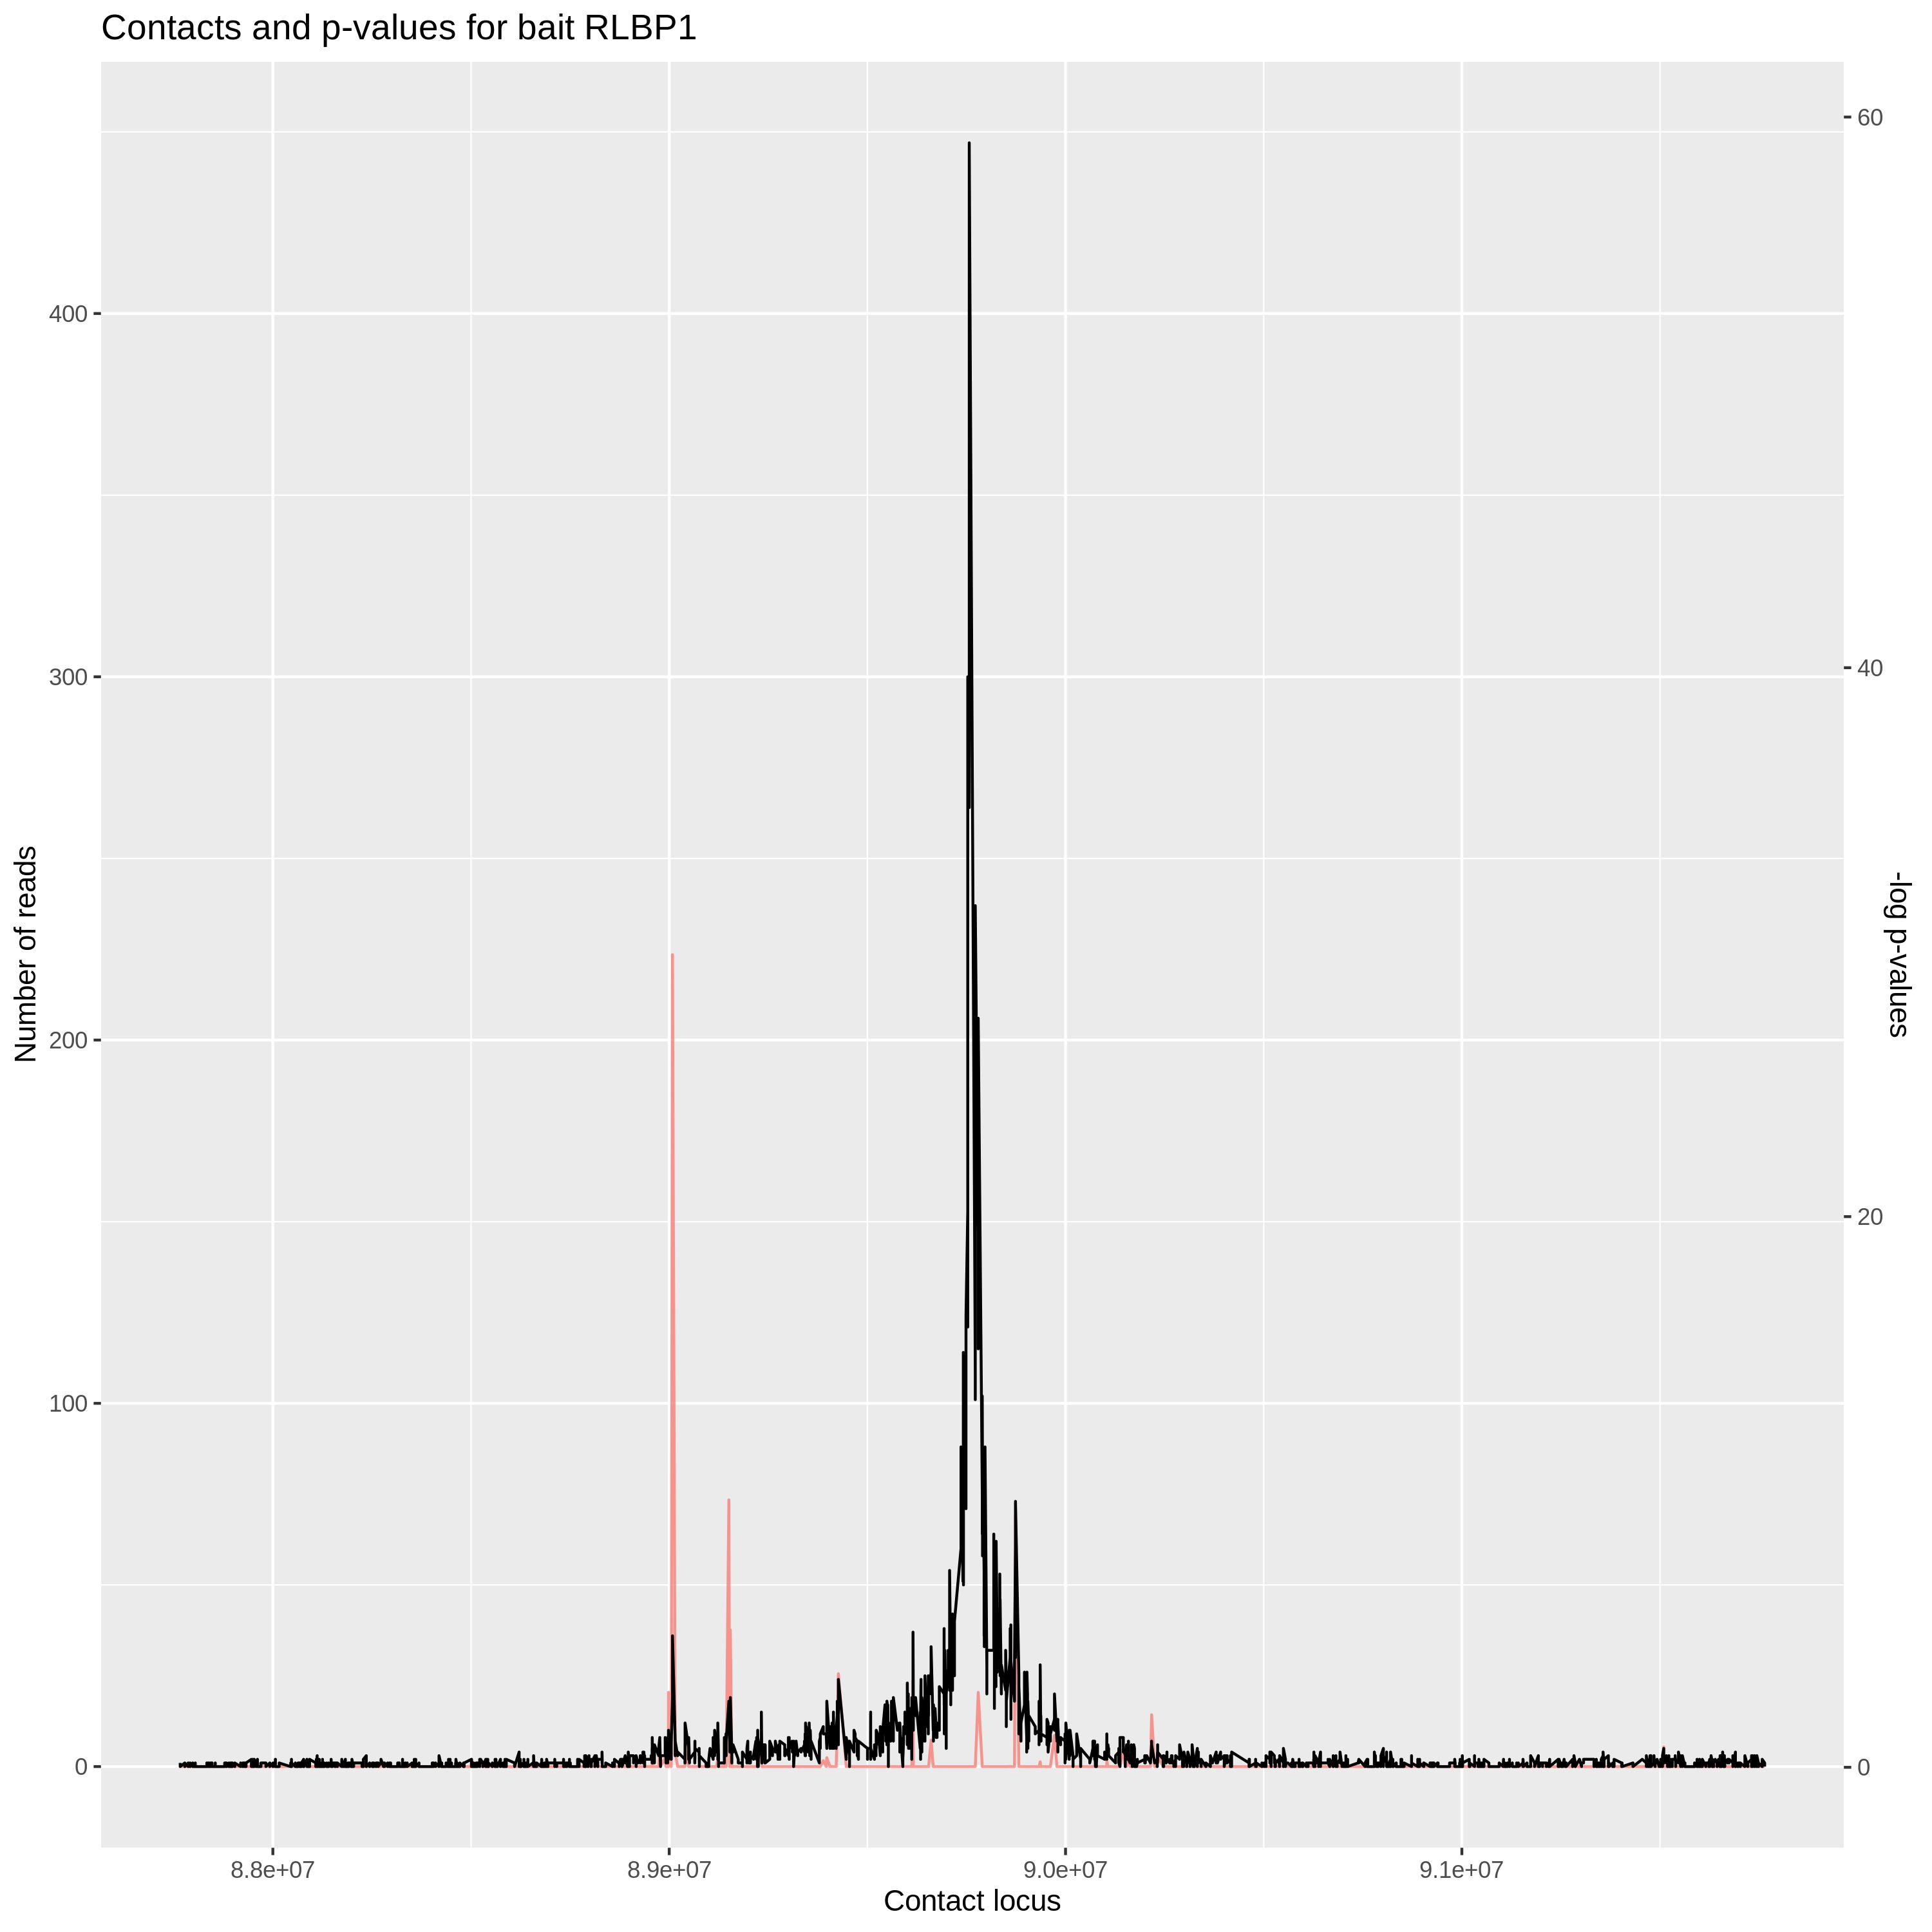 Contacts and p-values for bait RLBP1
Number of reads
400
300
200
100
0
60
40
20
0
-log p-values
8.8e+07
8.9e+07
9.0e+07
9.1e+07
Contact locus